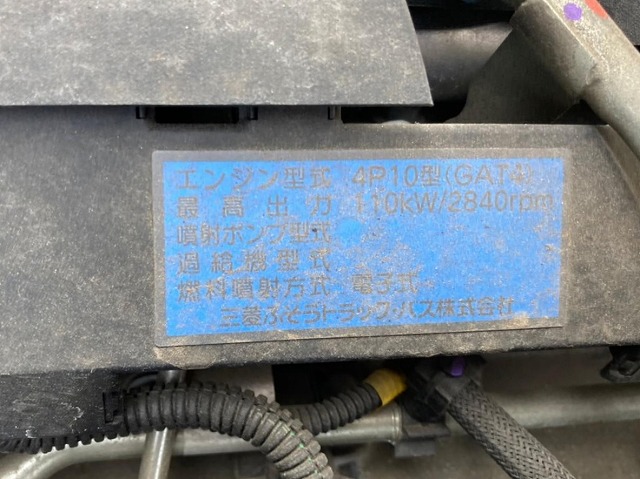 エンジン型式 4P10型(GAT4)
最高出力 110kW/2840rpm
噴射ポンプ型式
過給機型式
燃料噴射方式 電子式
三菱ふそうトラック・バス株式会社